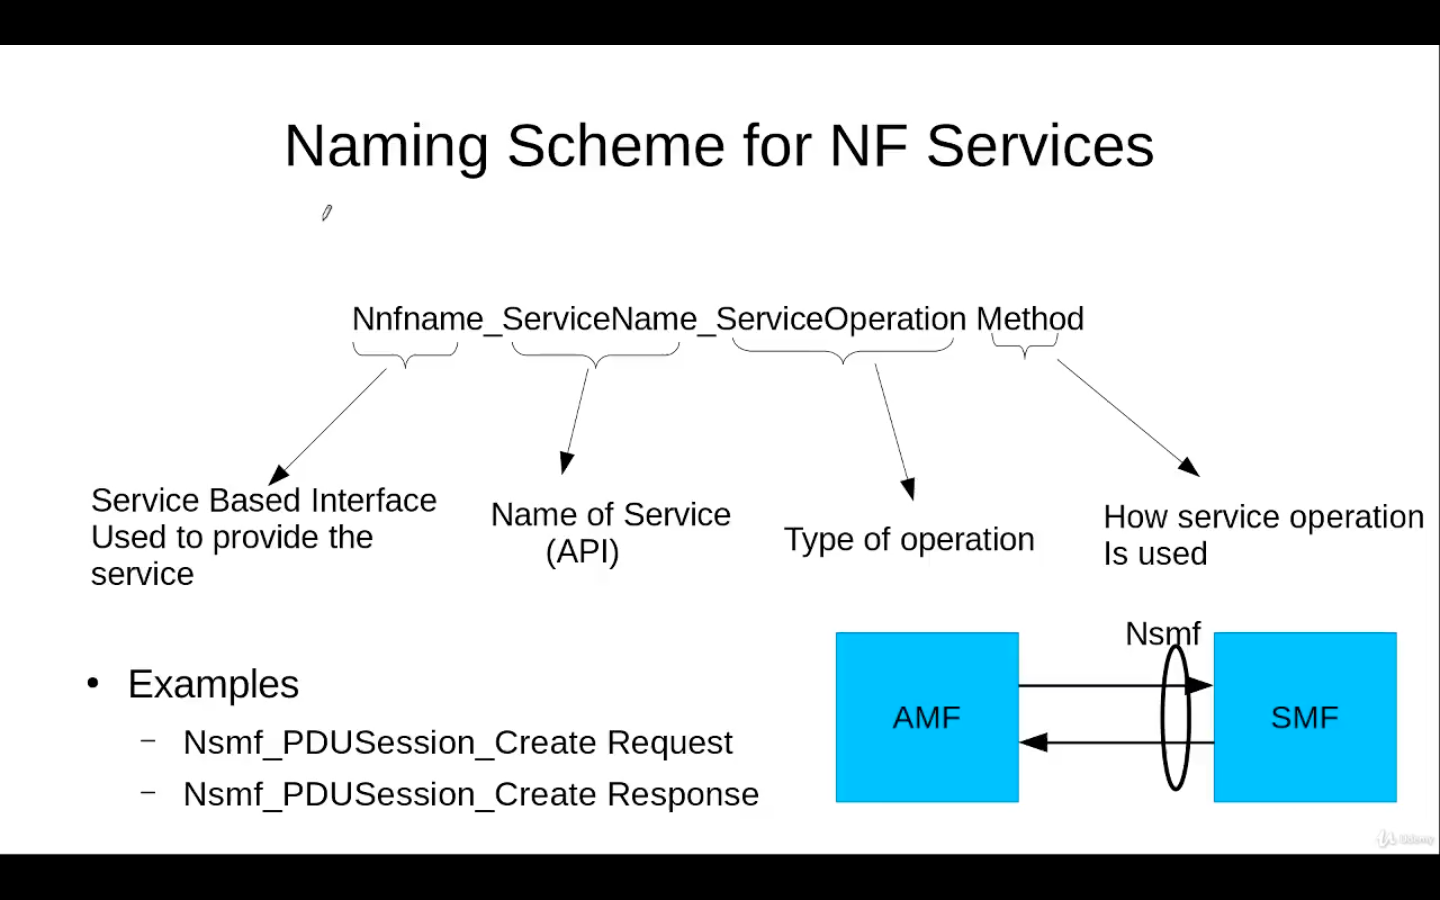 Naming Scheme for NF Services
Nnfname_ServiceName_ServiceOperation Method
Service Based Interface
Used to provide the
service
Name of Service
(API)
Type of operation
How service operation
Is used
Nsmf
AMF
SMF
• Examples
– Nsmf_PDUSession_Create Request
– Nsmf_PDUSession_Create Response
Udemy